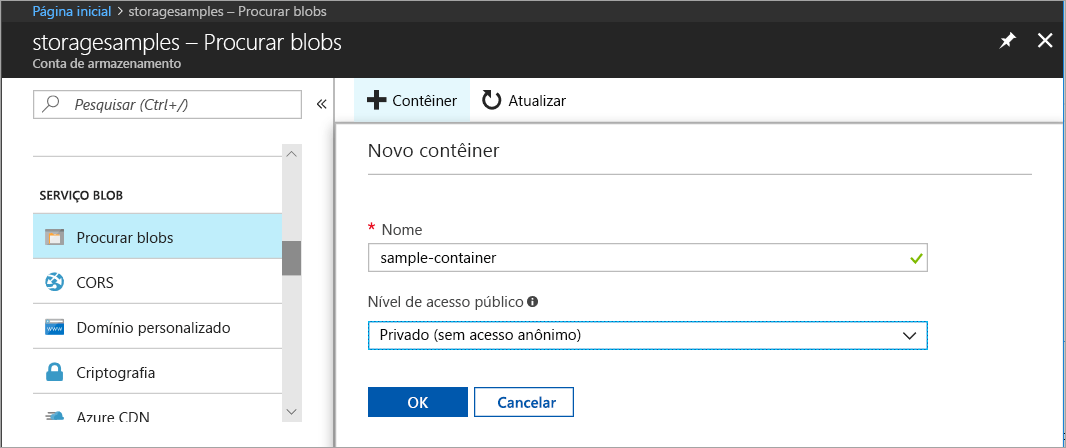 Página inicial > storagesamples – Procurar blobs
storagesamples – Procurar blobs
Conta de armazenamento
Pesquisar (Ctrl+/)
«
SERVIÇO BLOB
Procurar blobs
CORS
Domínio personalizado
Criptografia
Azure CDN
Contêiner
Atualizar
Novo contêiner
* Nome
sample-container
Nível de acesso público
Privado (sem acesso anônimo)
OK
Cancelar